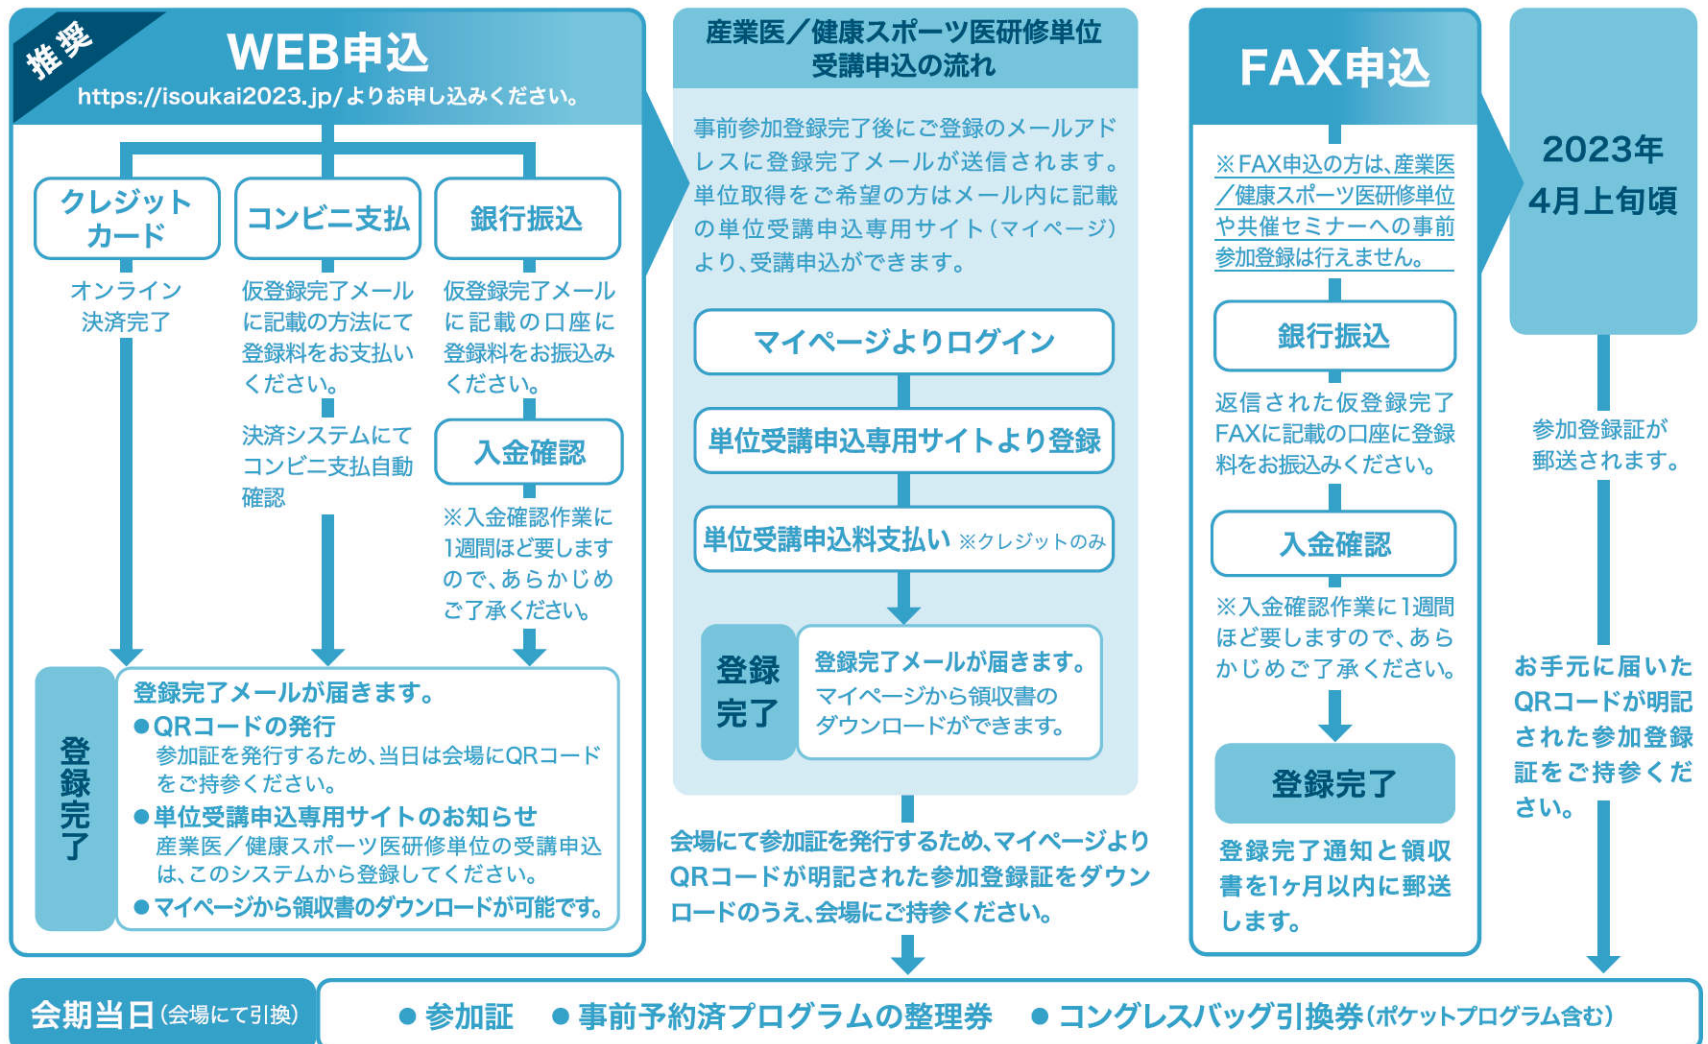 推奨
WEB申込
https://isoukai2023.jp/よりお申し込みください。
クレジット
カード
オンライン
決済完了
コンビニ支払
仮登録完了メール
に記載の方法にて
登録料をお支払い
ください。
決済システムにて
コンビニ支払自動
確認
銀行振込
仮登録完了メール
に記載の口座に
登録料をお振込み
ください。
入金確認
※入金確認作業に
1週間ほど要します
ので、あらかじめ
ご了承ください。
登録完了
登録完了メールが届きます。
●QRコードの発行
参加証を発行するため、当日は会場にQRコード
をご持参ください。
●単位受講申込専用サイトのお知らせ
産業医／健康スポーツ医研修単位の受講申込
は、このシステムから登録してください。
●マイページから領収書のダウンロードが可能です。
産業医／健康スポーツ医研修単位
受講申込の流れ
事前参加登録完了後にご登録のメールアド
レスに登録完了メールが送信されます。
単位取得をご希望の方はメール内に記載
の単位受講申込専用サイト（マイページ）
より、受講申込ができます。
マイページよりログイン
単位受講申込専用サイトより登録
単位受講申込料支払い ※クレジットのみ
登録
完了
登録完了メールが届きます。
マイページから領収書の
ダウンロードができます。
会場にて参加証を発行するため、マイページより
QRコードが明記された参加登録証をダウン
ロードのうえ、会場にご持参ください。
FAX申込
※FAX申込の方は、産業医
／健康スポーツ医研修単位
や共催セミナーへの事前
参加登録は行えません。
銀行振込
返信された仮登録完了
FAXに記載の口座に登録
料をお振込みください。
入金確認
※入金確認作業に1週間
ほど要しますので、あら
かじめご了承ください。
登録完了
登録完了通知と領収
書を1ヶ月以内に郵送
します。
2023年
4月上旬頃
参加登録証が
郵送されます。
お手元に届いた
QRコードが明記
された参加登録
証をご持参くだ
さい。
会期当日（会場にて引換）
●参加証 ●事前予約済プログラムの整理券 ●コングレスバッグ引換券（ポケットプログラム含む）